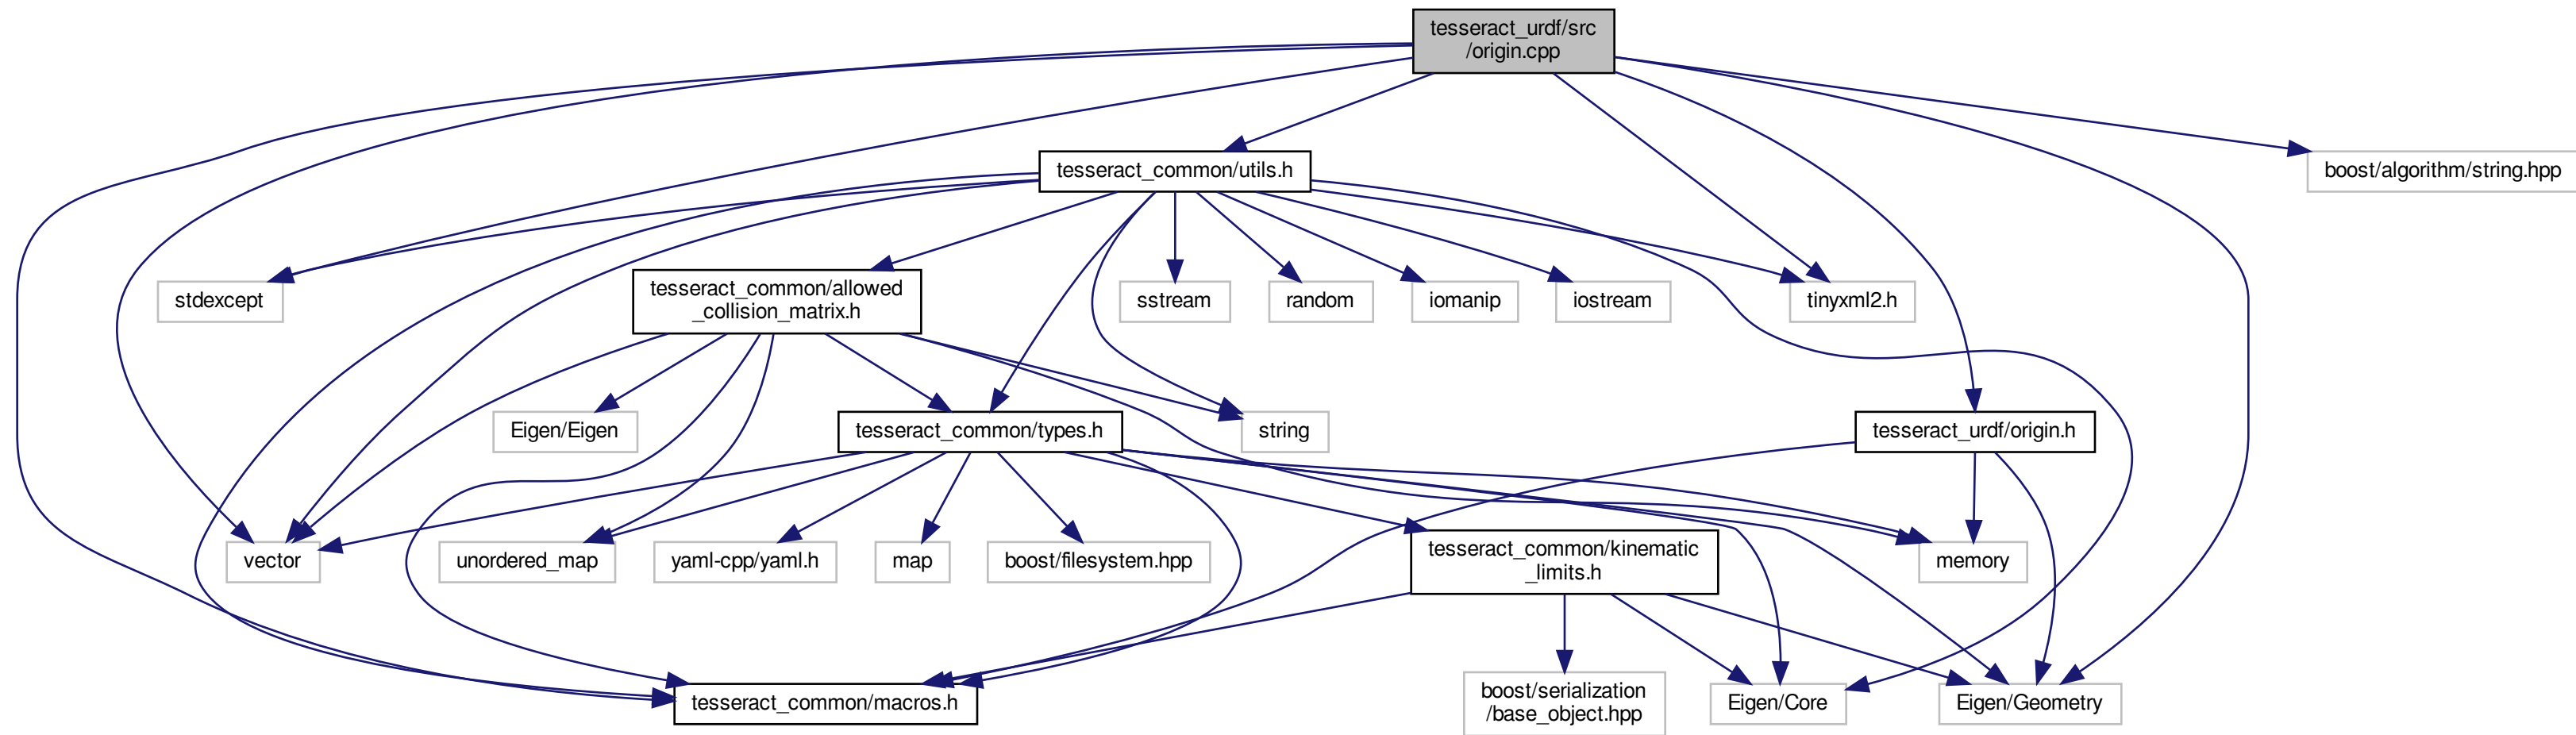 tesseract_urdf/src
/origin.cpp
tesseract_common/utils.h
boost/algorithm/string.hpp
stdexcept
tesseract_common/allowed
_collision_matrix.h
sstream
random
iomanip
iostream
tinyxml2.h
Eigen/Eigen
tesseract_common/types.h
string
tesseract_urdf/origin.h
vector
unordered_map
yaml-cpp/yaml.h
map
boost/filesystem.hpp
tesseract_common/kinematic
_limits.h
memory
tesseract_common/macros.h
boost/serialization
/base_object.hpp
Eigen/Core
Eigen/Geometry